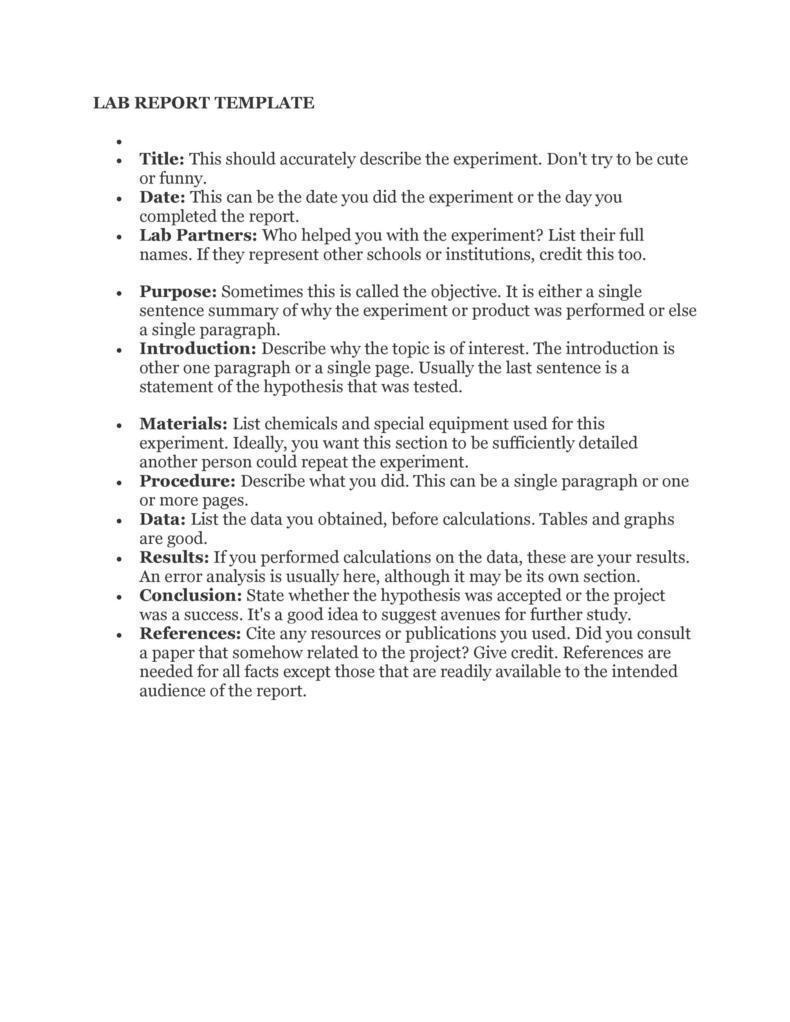 LAB REPORT TEMPLATE
•
• Title: This should accurately describe the experiment. Don't try to be cute
or funny.
• Date: This can be the date you did the experiment or the day you
completed the report.
• Lab Partners: Who helped you with the experiment? List their full
names. If they represent other schools or institutions, credit this too.
• Purpose: Sometimes this is called the objective. It is either a single
sentence summary of why the experiment or product was performed or else
a single paragraph.
• Introduction: Describe why the topic is of interest. The introduction is
other one paragraph or a single page. Usually the last sentence is a
statement of the hypothesis that was tested.
• Materials: List chemicals and special equipment used for this
experiment. Ideally, you want this section to be sufficiently detailed
another person could repeat the experiment.
• Procedure: Describe what you did. This can be a single paragraph or one
or more pages.
• Data: List the data you obtained, before calculations. Tables and graphs
are good.
• Results: If you performed calculations on the data, these are your results.
An error analysis is usually here, although it may be its own section.
• Conclusion: State whether the hypothesis was accepted or the project
was a success. It's a good idea to suggest avenues for further study.
• References: Cite any resources or publications you used. Did you consult
a paper that somehow related to the project? Give credit. References are
needed for all facts except those that are readily available to the intended
audience of the report.